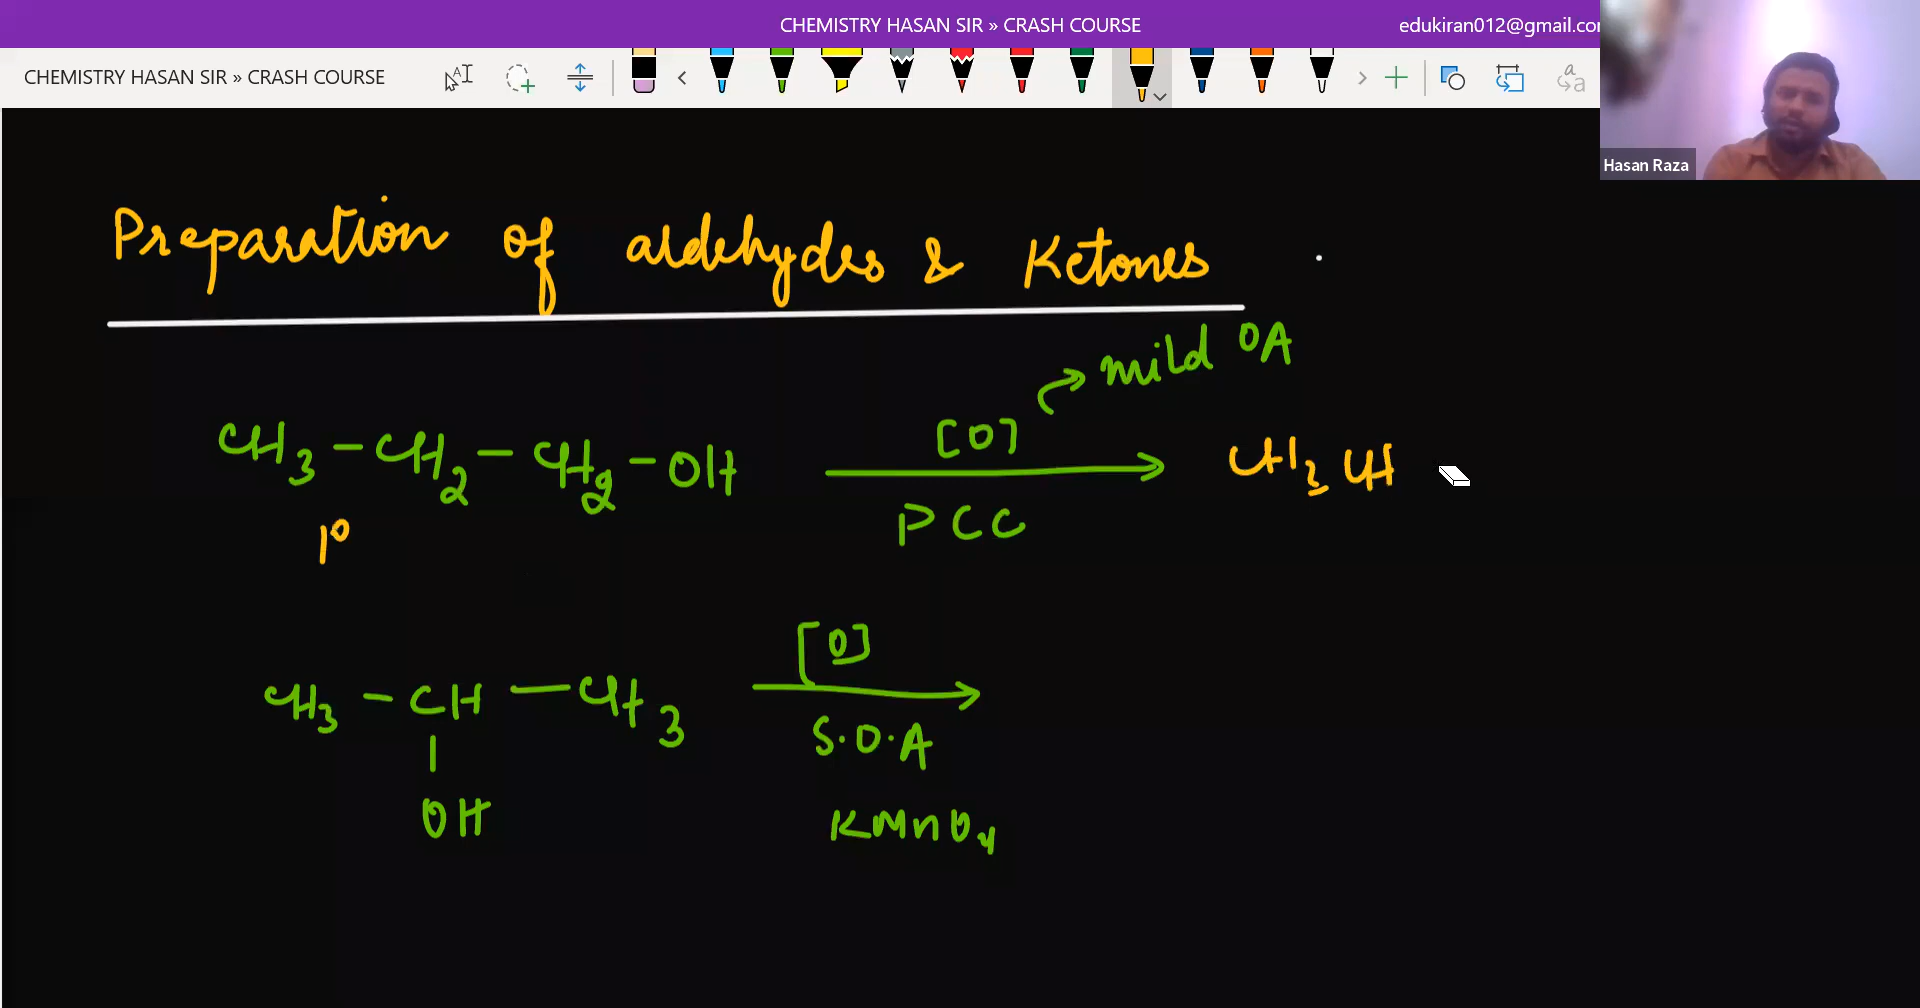 CHEMISTRY HASAN SIR » CRASH COURSE
edukiran012@gmail.co
CHEMISTRY HASAN SIR » CRASH COURSE
Hasan Raza
Preparation of aldehydes & Ketones
mild OA
CH3 - CH2 - CH2 - OH [O] PCC CH3 CH
1°
CH3 - CH - CH3 [O]
S.O.A
OH KMnO4